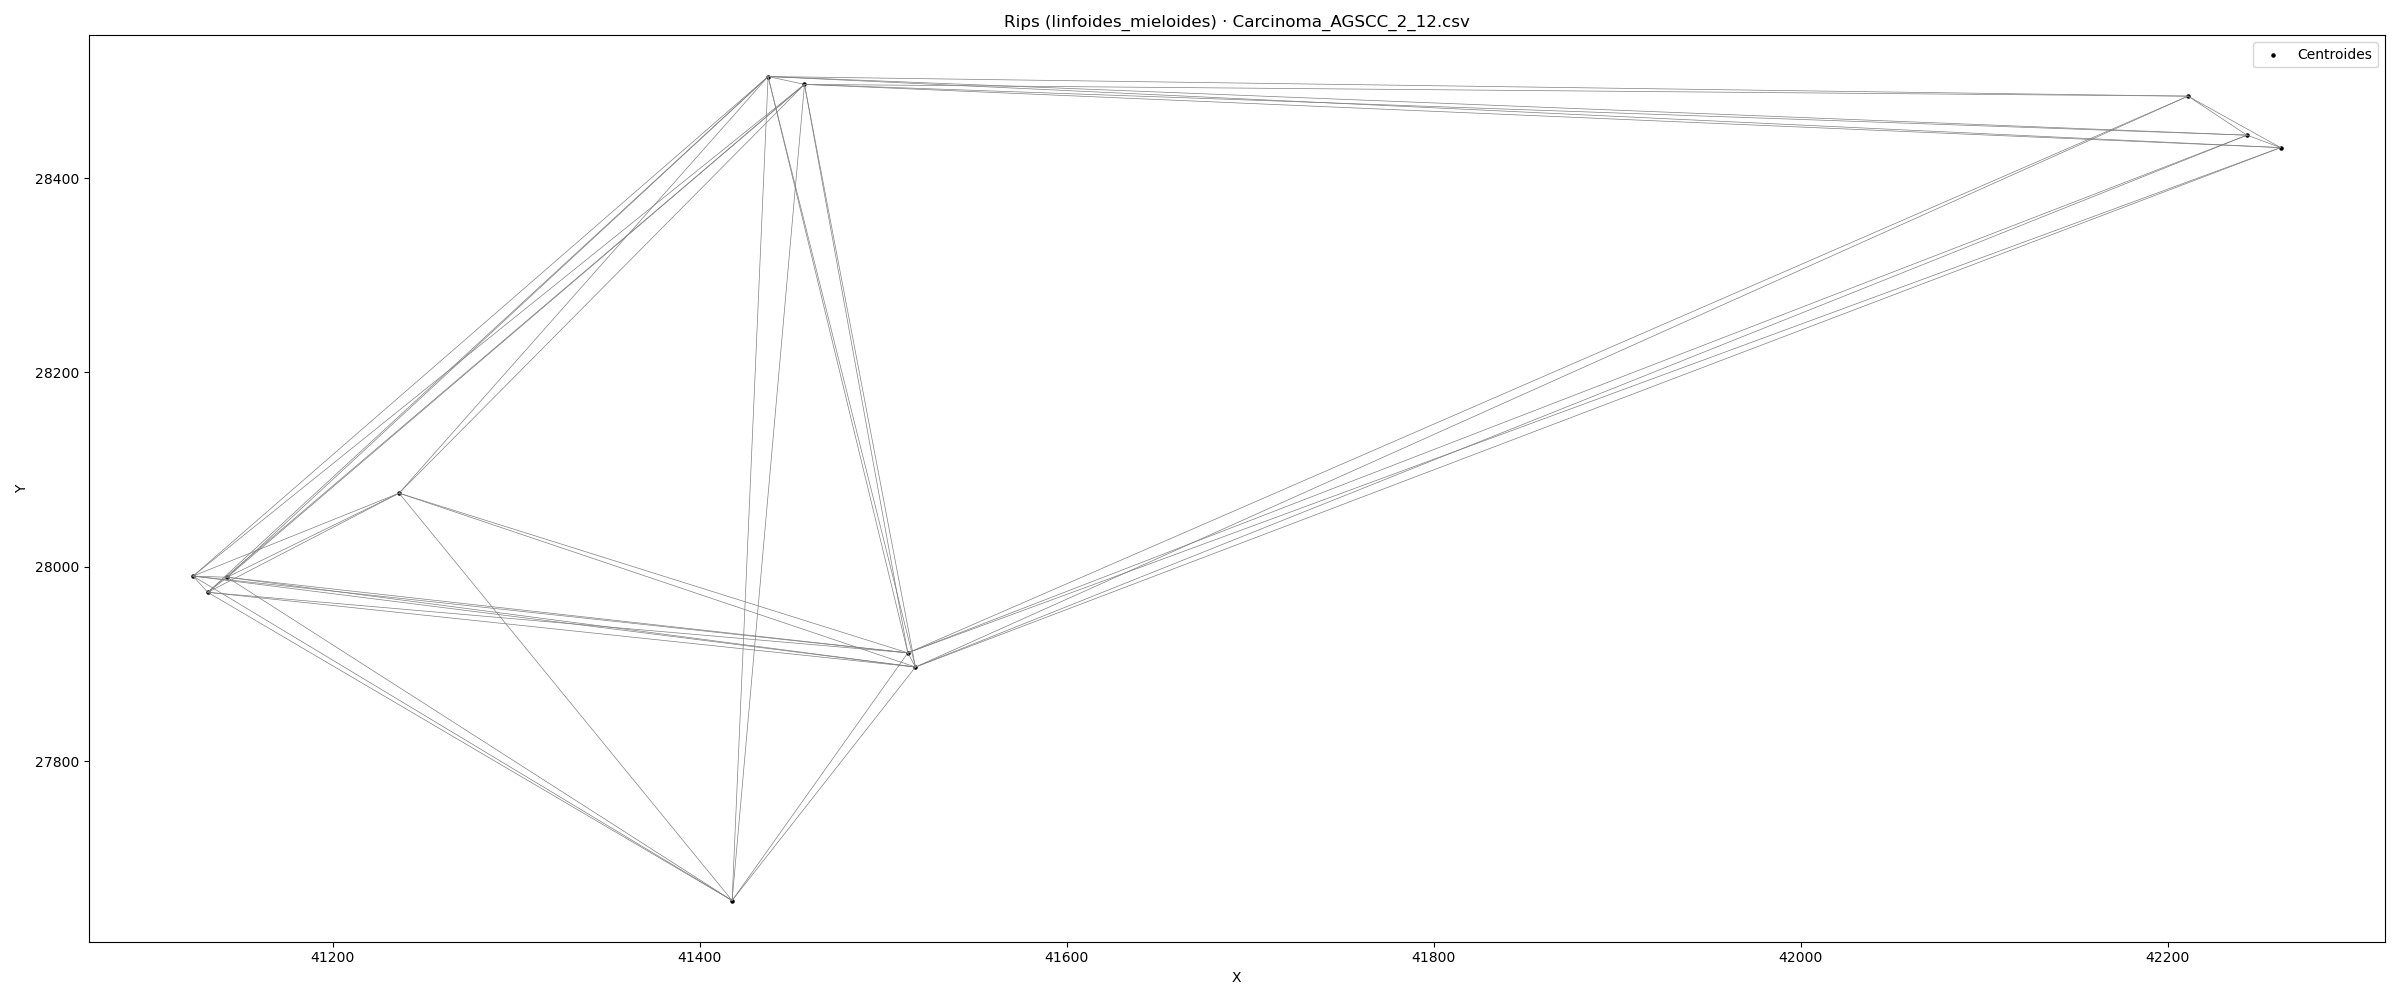 Rips (linfoides_mieloides) · Carcinoma_AGSCC_2_12.csv
Centroides
28400
28200
28000
27800
Y
41200 41400 41600 41800 42000 42200
X